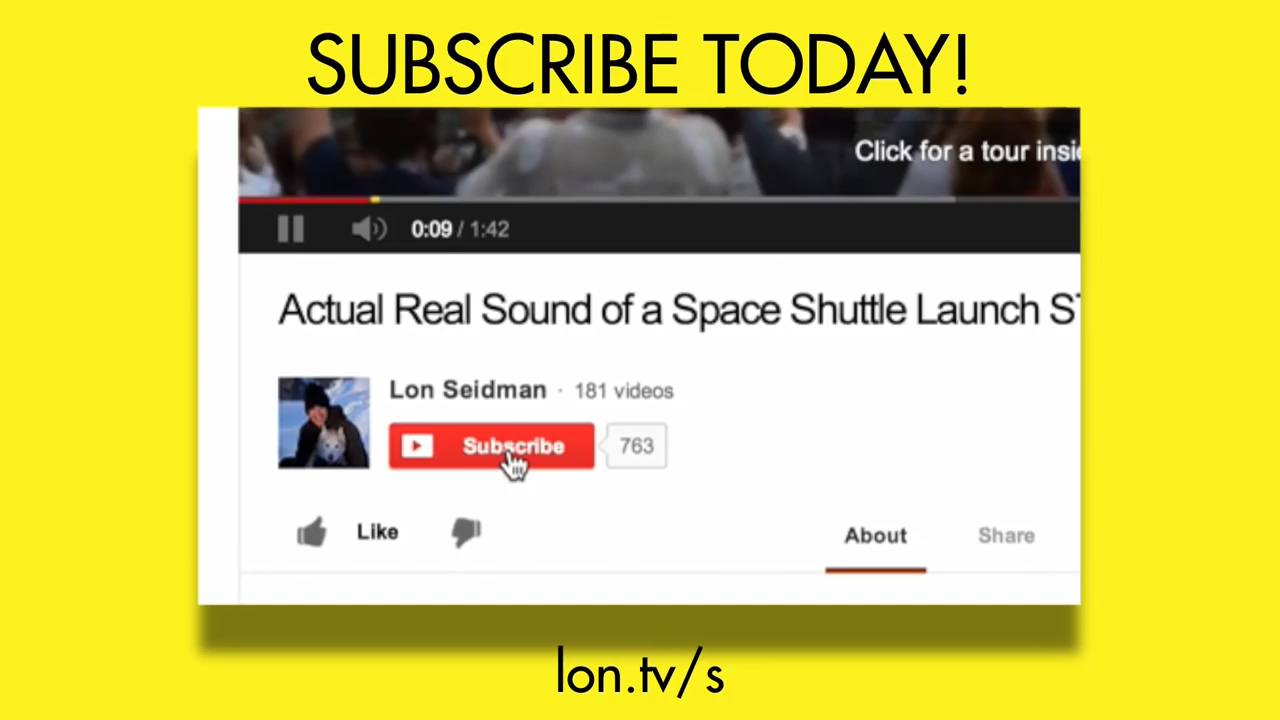 SUBSCRIBE TODAY!
Click for a tour insi
0:09 / 1:42
Actual Real Sound of a Space Shuttle Launch S
Lon Seidman · 181 videos
Subscribe 763
Like About Share
lon.tv/s